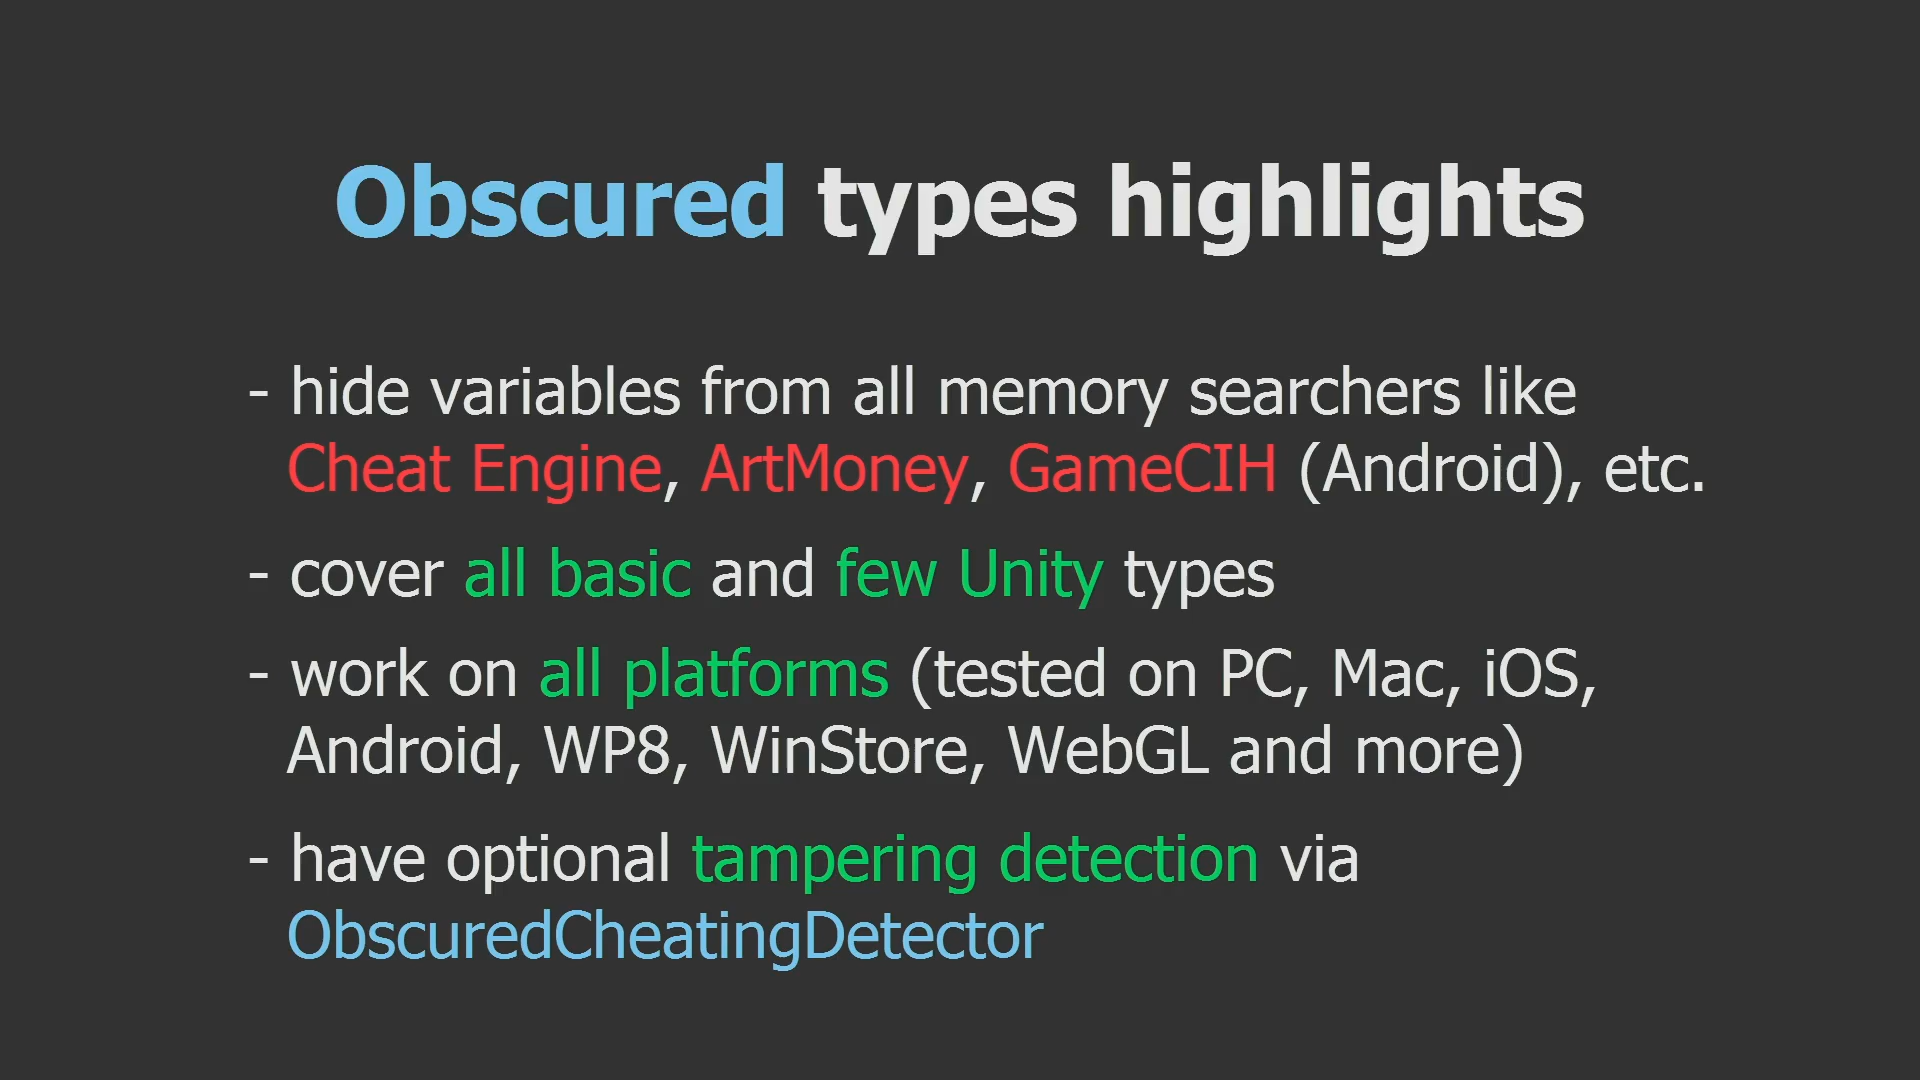 Obscured types highlights
- hide variables from all memory searchers like
Cheat Engine, ArtMoney, GameCIH (Android), etc.
- cover all basic and few Unity types
- work on all platforms (tested on PC, Mac, iOS,
Android, WP8, WinStore, WebGL and more)
- have optional tampering detection via
ObscuredCheatingDetector